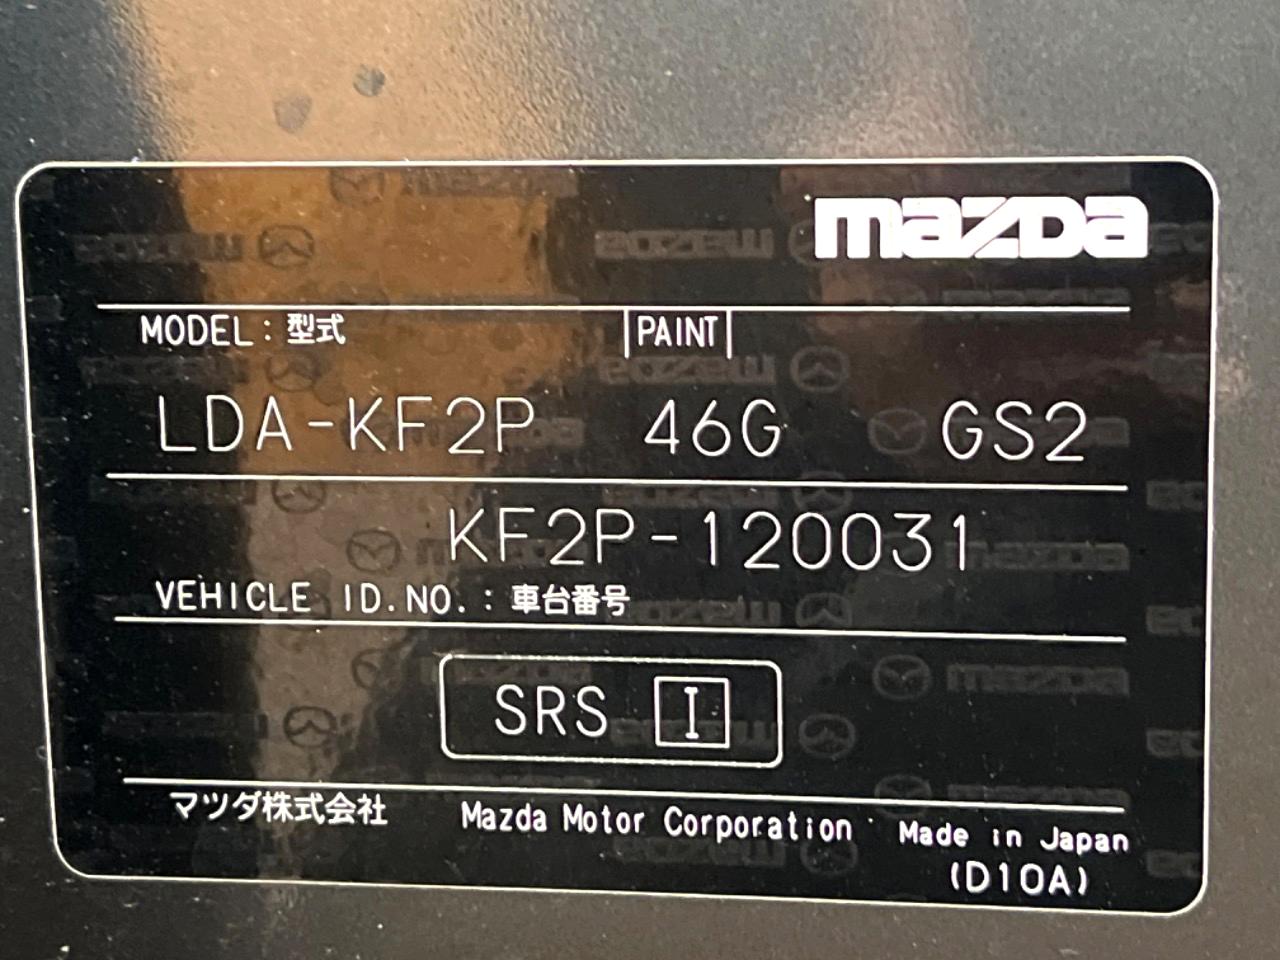 mazda
MODEL : 型式 PAINT
LDA-KF2P 46G GS2
KF2P-120031
VEHICLE ID.NO. : 車台番号
SRS I
マツダ株式会社 Mazda Motor Corporation Made in Japan
(D10A)